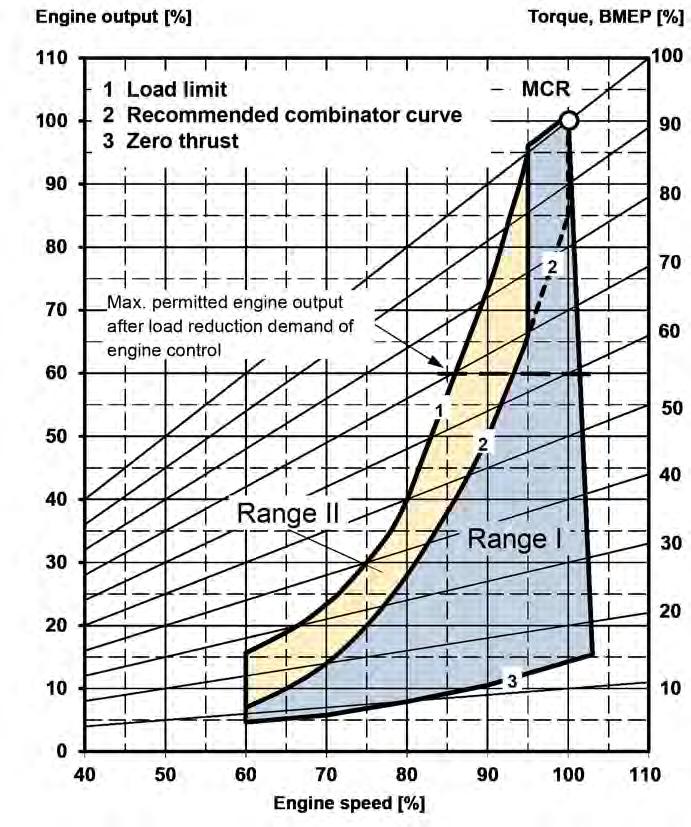 Engine output [%]
Torque, BMEP [%]
110
100
1 Load limit
MCR
2 Recommended combinator curve
100
90
3 Zero thrust
90
80
80
2
70
Max. permitted engine output
70
after load reduction demand of
engine control
60
60
1
50
50
2
40
40
Range II
Range I
30
30
20
20
3
10
10
0
40
50
60
70
80
90
100
110
Engine speed [%]